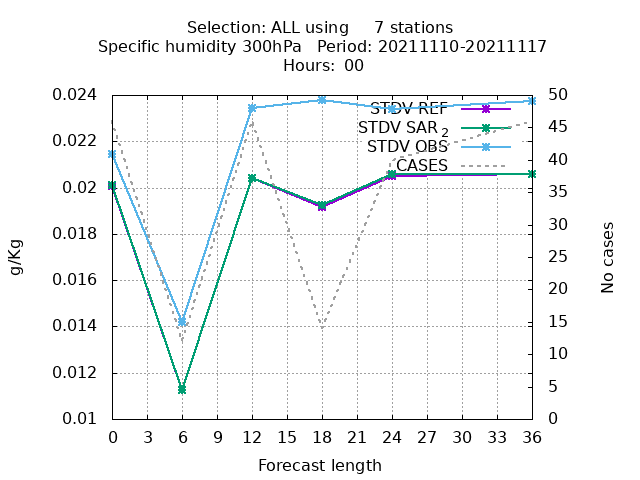 Selection: ALL using     7 stations
Specific humidity 300hPa   Period: 20211110-20211117
Hours:  00
0.024
0.022
0.02
0.018
0.016
0.014
0.012
0.01
g/Kg
STDV REF
STDV SAR 2
STDV OBS
CASES
50
45
40
35
30
25
20
15
10
5
0
No cases
0 3 6 9 12 15 18 21 24 27 30 33 36
Forecast length